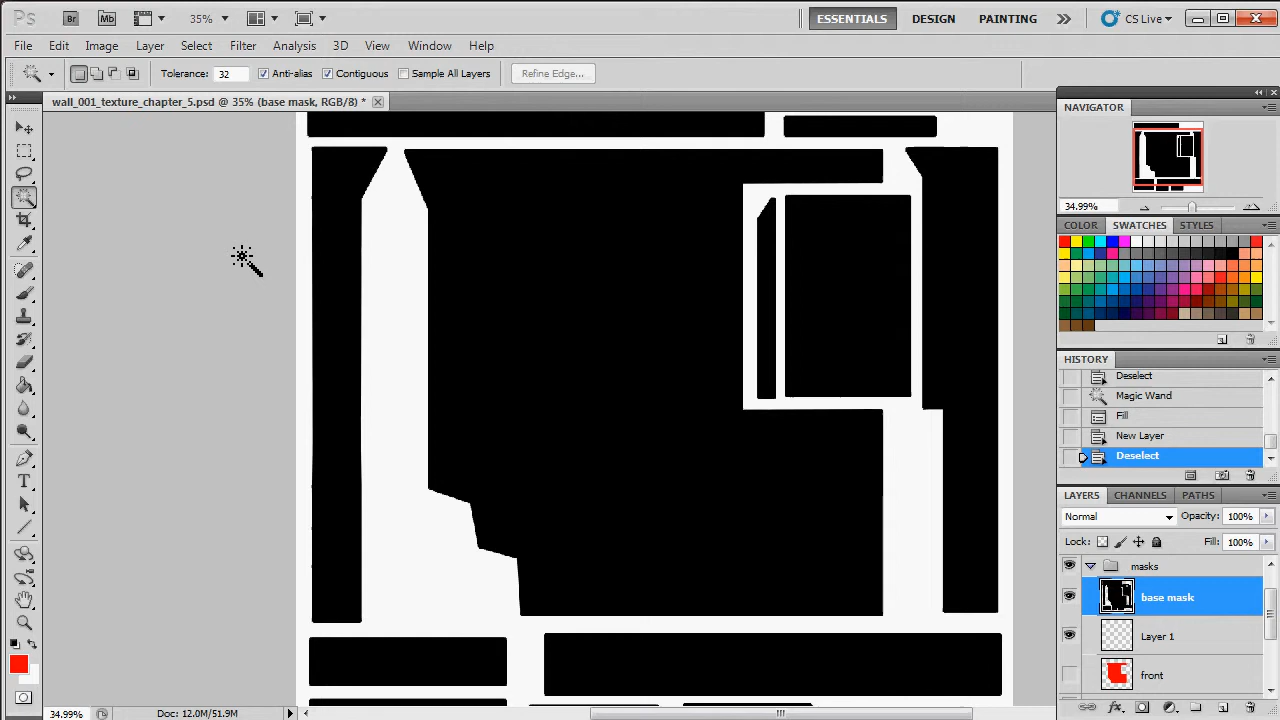 Ps Br Mb 35% ESSENTIALS DESIGN PAINTING CS Live
File Edit Image Layer Select Filter Analysis 3D View Window Help
Tolerance: 32 Anti-alias Contiguous Sample All Layers Refine Edge...
wall_001_texture_chapter_5.psd @ 35% (base mask, RGB/8) *
NAVIGATOR
34.99%
COLOR SWATCHES STYLES
HISTORY
Deselect
Magic Wand
Fill
New Layer
Deselect
LAYERS CHANNELS PATHS
Normal Opacity: 100%
Lock: Fill: 100%
masks
base mask
Layer 1
front
T
34.99% Doc: 12.0M/51.9M